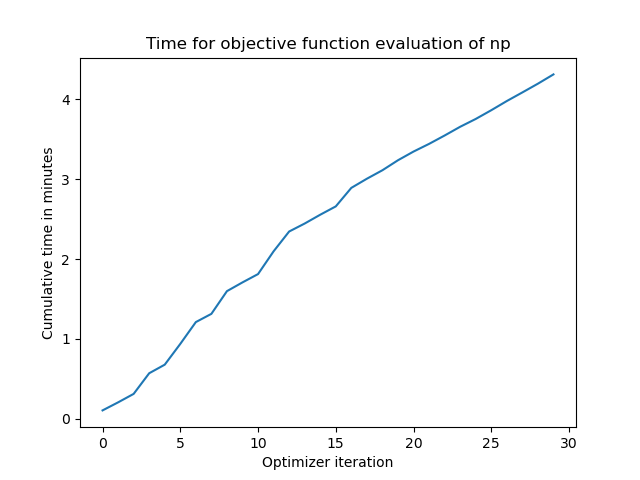 Time for objective function evaluation of np
4
3
2
1
0
Cumulative time in minutes
0 5 10 15 20 25 30
Optimizer iteration